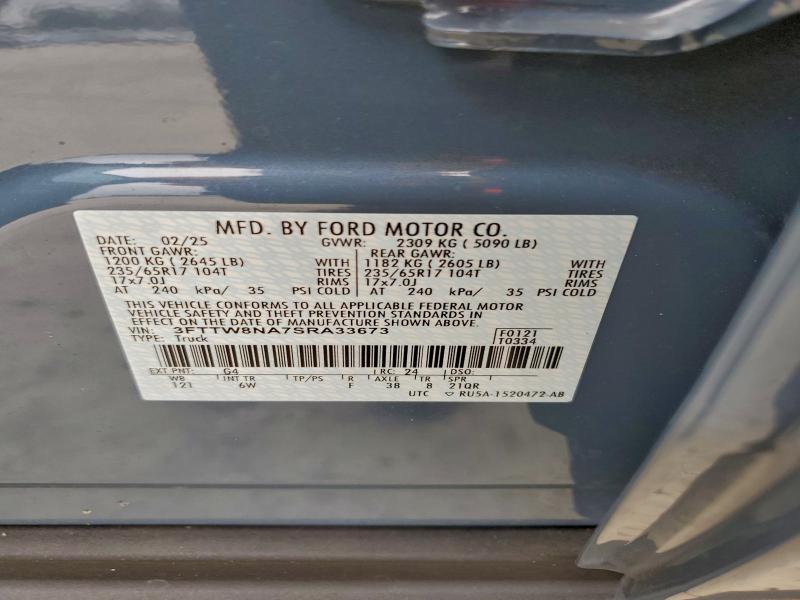 MFD. BY FORD MOTOR CO.
DATE: 02/25 GVWR: 2309 KG ( 5090 LB)
FRONT GAWR: REAR GAWR:
1200 KG ( 2645 LB) WITH 1182 KG ( 2605 LB) WITH
235/65R17 104T TIRES 235/65R17 104T TIRES
17x7.0J RIMS 17x7.0J RIMS
AT 240 kPa/ 35 PSI COLD AT 240 kPa/ 35 PSI COLD
THIS VEHICLE CONFORMS TO ALL APPLICABLE FEDERAL MOTOR
VEHICLE SAFETY AND THEFT PREVENTION STANDARDS IN
EFFECT ON THE DATE OF MANUFACTURE SHOWN ABOVE.
VIN: 3FTTW8NA7SRA33673 F0121
TYPE: Truck T0334
EXT PNT: G4 RC: 24 DSO:
WB INT TR TP/PS R AXLE TR SPR
121 6W F 38 8 21QR
UTC RU5A-1520472-AB